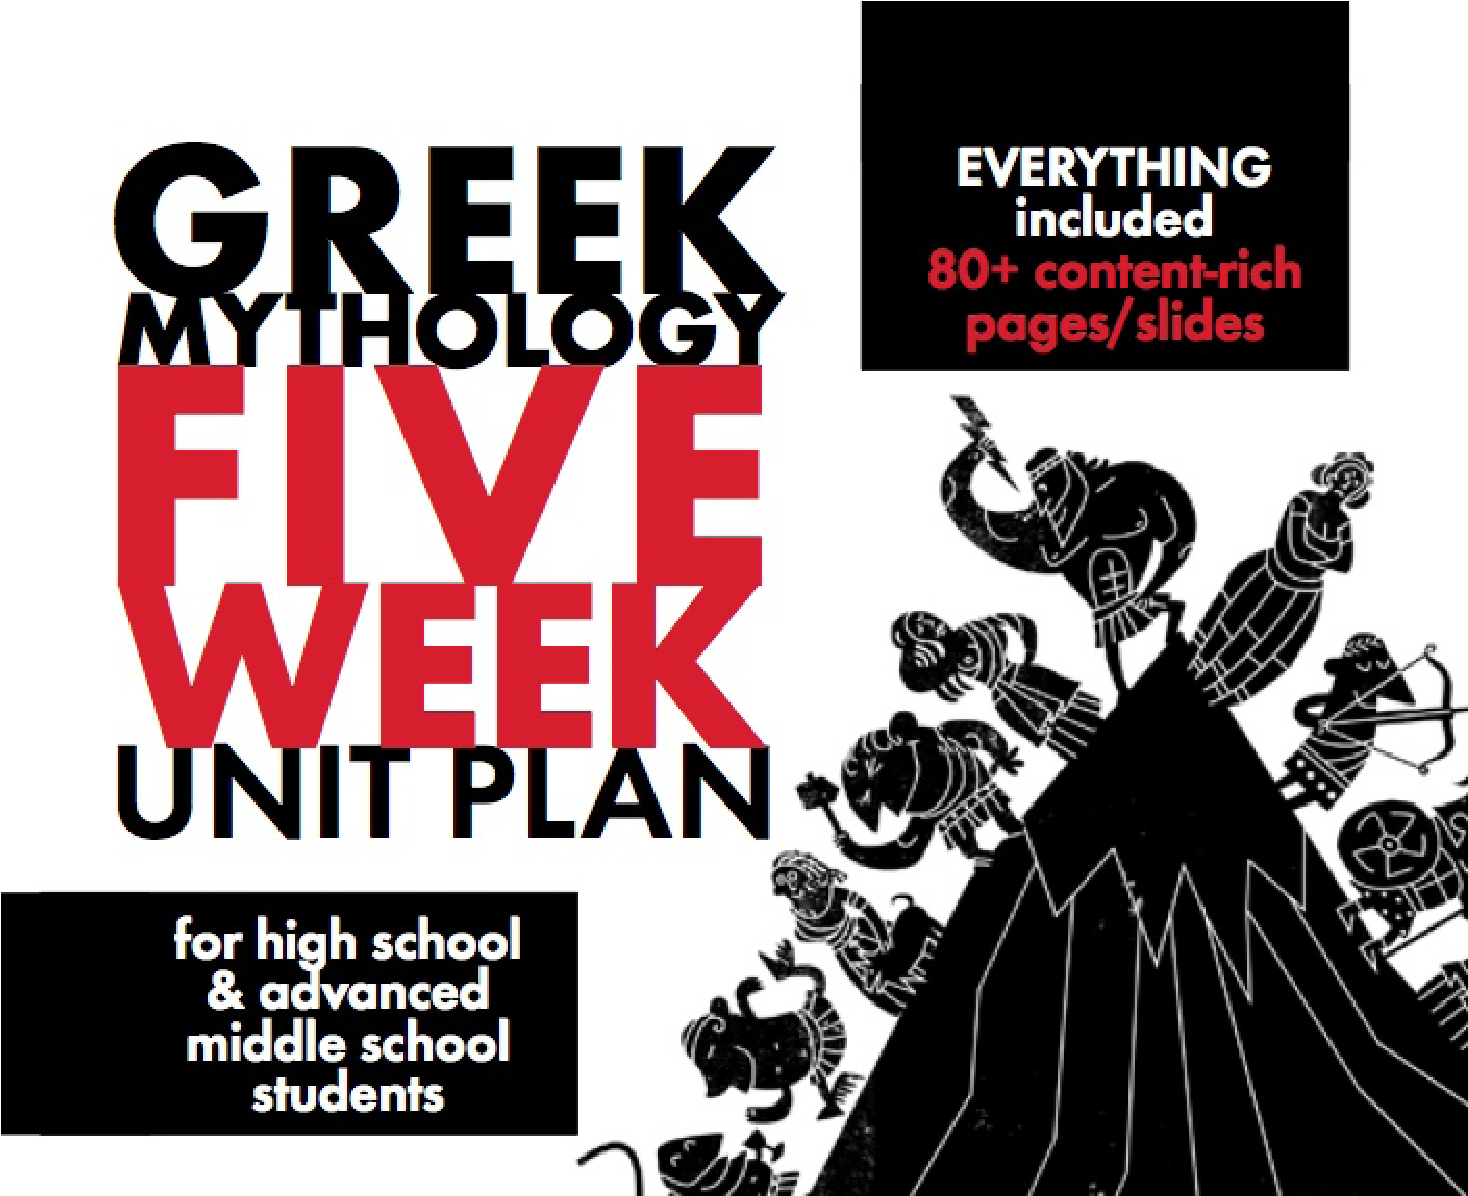 GREEK
MYTHOLOGY
FIVE
WEEK
UNIT PLAN
EVERYTHING
included
80+ content-rich
pages/slides
for high school
& advanced
middle school
students